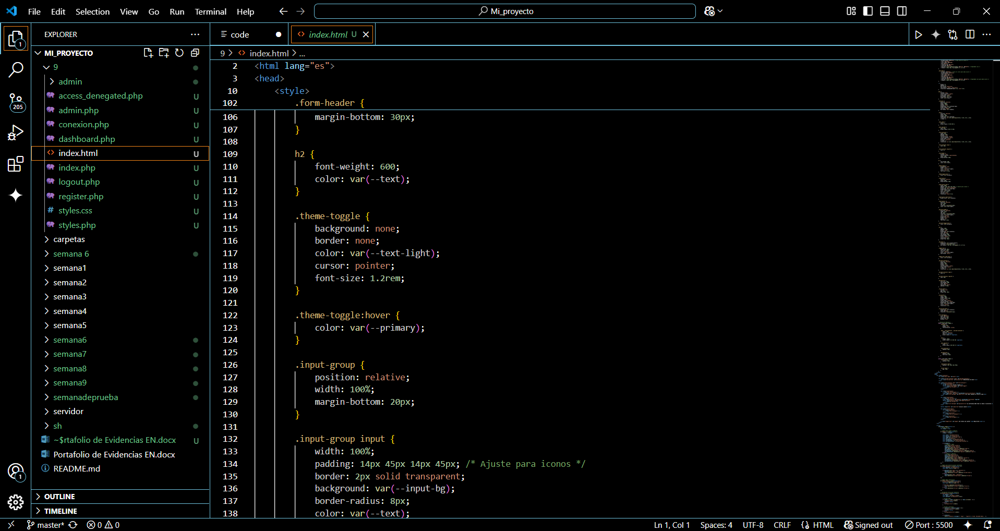 File Edit Selection View Go Run Terminal Help
Mi_proyecto
EXPLORER
MI_PROYECTO
9
admin
access_denegated.php U
admin.php U
conexion.php U
dashboard.php U
index.html U
index.php U
logout.php U
register.php U
styles.css U
styles.php U
carpetas
semana 6
semana1
semana2
semana3
semana4
semana5
semana6
semana7
semana8
semana9
semanadeprueba
servidor
sh
~$rtafolio de Evidencias EN.docx U
Portafolio de Evidencias EN.docx
README.md
OUTLINE
TIMELINE
1
205
1
code
index.html U
9 > index.html > ...
2 <html lang="es">
3 <head>
10 <style>
102 .form-header {
106 margin-bottom: 30px;
107 }
108
109 h2 {
110 font-weight: 600;
111 color: var(--text);
112 }
113
114 .theme-toggle {
115 background: none;
116 border: none;
117 color: var(--text-light);
118 cursor: pointer;
119 font-size: 1.2rem;
120 }
121
122 .theme-toggle:hover {
123 color: var(--primary);
124 }
125
126 .input-group {
127 position: relative;
128 width: 100%;
129 margin-bottom: 20px;
130 }
131
132 .input-group input {
133 width: 100%;
134 padding: 14px 45px 14px 45px; /* Ajuste para iconos */
135 border: 2px solid transparent;
136 background: var(--input-bg);
137 border-radius: 8px;
138 color: var(--text);
master* 0 0
Ln 1, Col 1 Spaces: 4 UTF-8 CRLF {} HTML Signed out Port : 5500